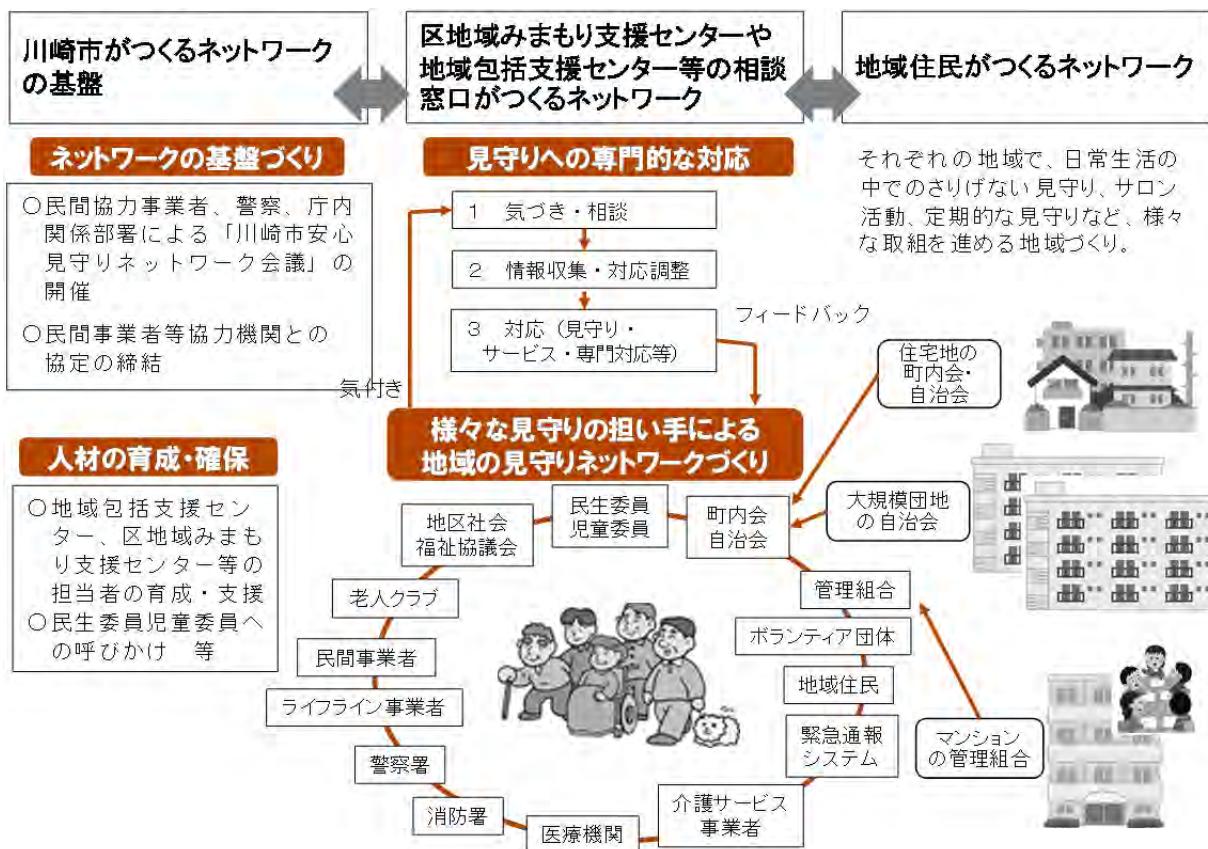 川崎市がつくるネットワーク
の基盤
区地域みまもり支援センターや
地域包括支援センター等の相談
窓口がつくるネットワーク
地域住民がつくるネットワーク
ネットワークの基盤づくり
○民間協力事業者、警察、庁内
関係部署による「川崎市安心
見守りネットワーク会議」の
開催
○民間事業者等協力機関との
協定の締結
人材の育成・確保
○地域包括支援セン
ター、区地域みまも
り支援センター等の
担当者の育成・支援
○民生委員児童委員へ
の呼びかけ 等
見守りへの専門的な対応
1 気づき・相談
2 情報収集・対応調整
3 対応（見守り・
サービス・専門対応等）
フィードバック
気付き
それぞれの地域で、日常生活の
中でのさりげない見守り、サロン
活動、定期的な見守りなど、様々
な取組を進める地域づくり。
様々な見守りの担い手による
地域の見守りネットワークづくり
民生委員
児童委員
町内会
自治会
管理組合
ボランティア団体
地域住民
緊急通報
システム
介護サービス
事業者
医療機関
消防署
警察署
ライフライン事業者
民間事業者
老人クラブ
地区社会
福祉協議会
住宅地の
町内会・
自治会
大規模団地
の自治会
マンション
の管理組合